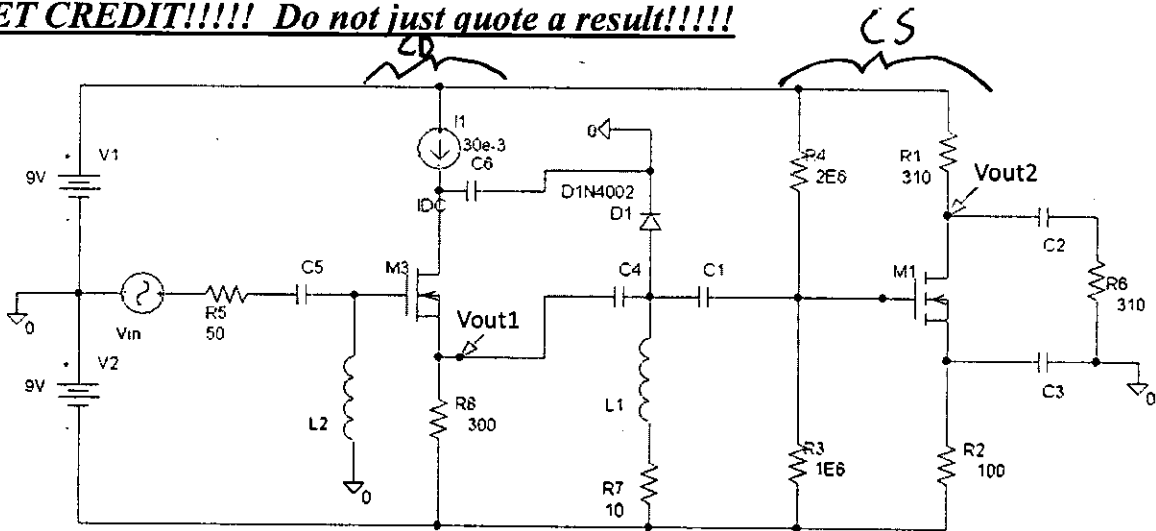 ET CREDIT!!!!! Do not just quote a result!!!!!
CD
CS
I1
30e-3
C6
IDC
0
D1N4002
D1
R4
2E6
R1
310
Vout2
V1
9V
C5
M3
C4
C1
M1
C2
R6
310
0
Vin
R5
50
Vout1
V2
9V
L2
R8
300
L1
C3
0
R3
1E6
R2
100
R7
10
0